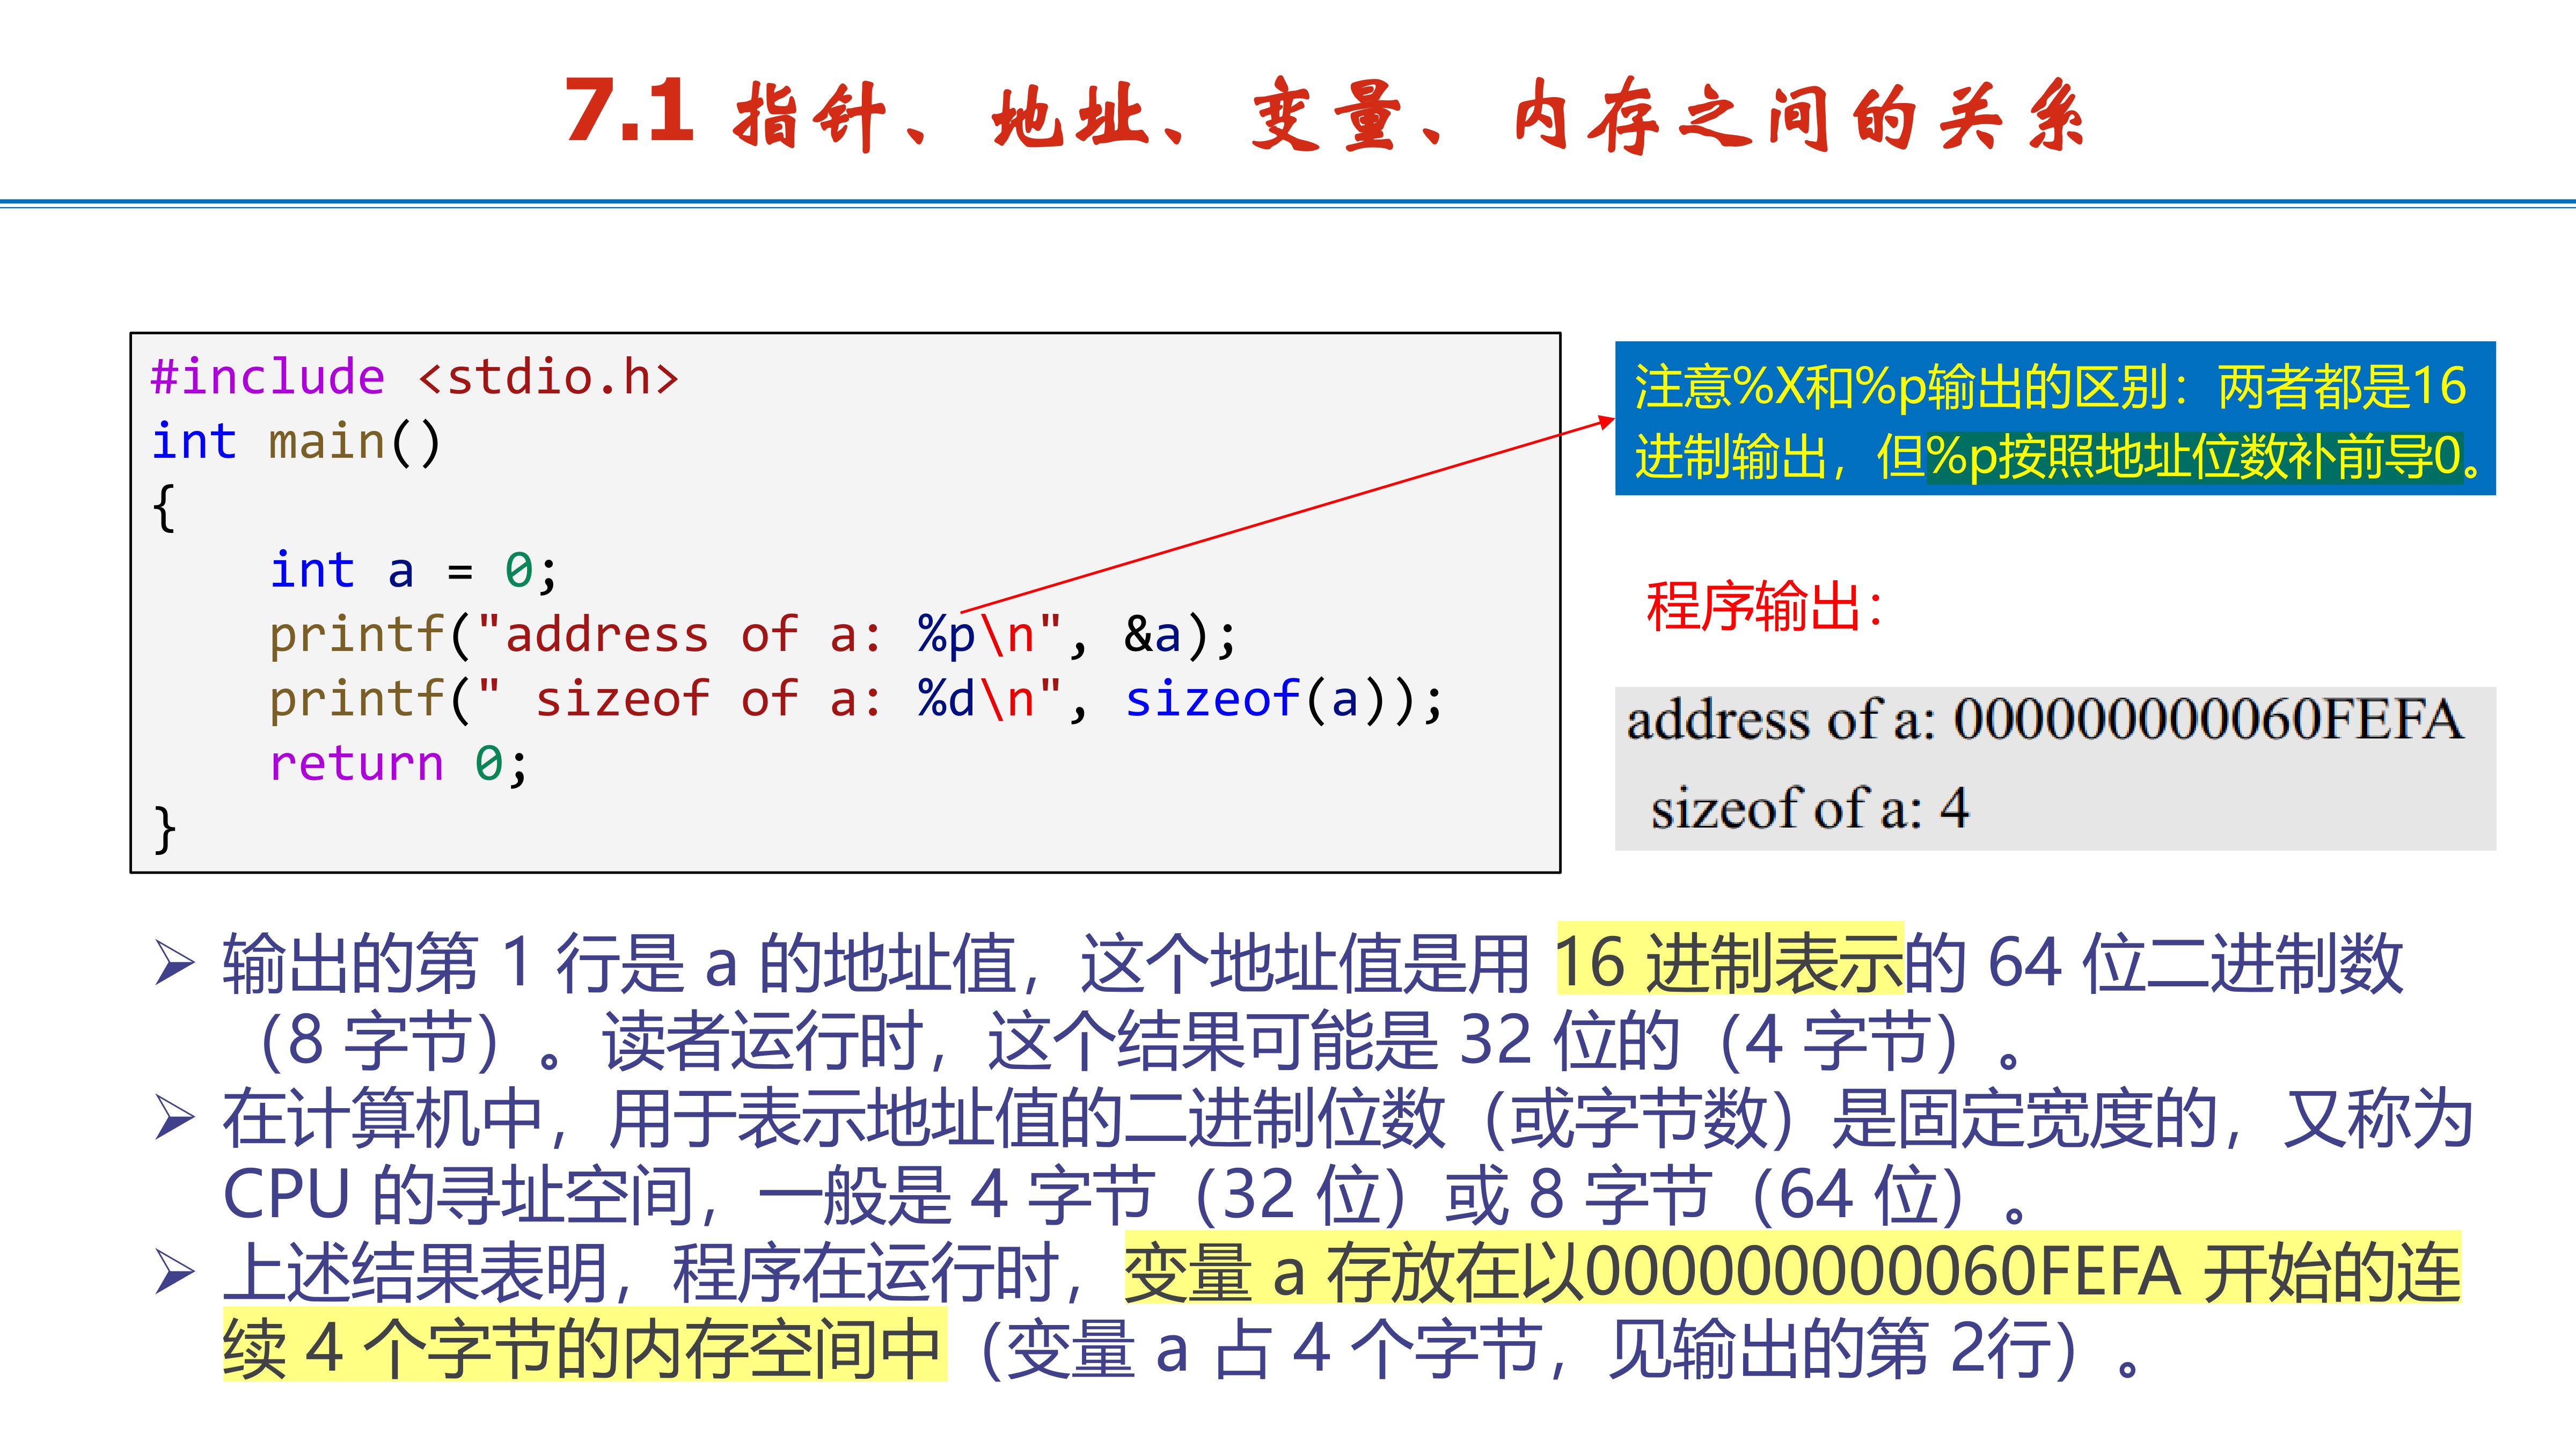 7.1 指针、地址、变量、内存之间的关系
#include <stdio.h>
int main()
{
    int a = 0;
    printf("address of a: %p\n", &a);
    printf(" sizeof of a: %d\n", sizeof(a));
    return 0;
}
注意%X和%p输出的区别：两者都是16
进制输出，但%p按照地址位数补前导0。
程序输出：
address of a: 000000000060FEFA
sizeof of a: 4
➢ 输出的第 1 行是 a 的地址值，这个地址值是用 16 进制表示的 64 位二进制数
（8 字节）。读者运行时，这个结果可能是 32 位的（4 字节）。
➢ 在计算机中，用于表示地址值的二进制位数（或字节数）是固定宽度的，又称为
CPU 的寻址空间，一般是 4 字节（32 位）或 8 字节（64 位）。
➢ 上述结果表明，程序在运行时，变量 a 存放在以000000000060FEFA 开始的连
续 4 个字节的内存空间中（变量 a 占 4 个字节，见输出的第 2行）。